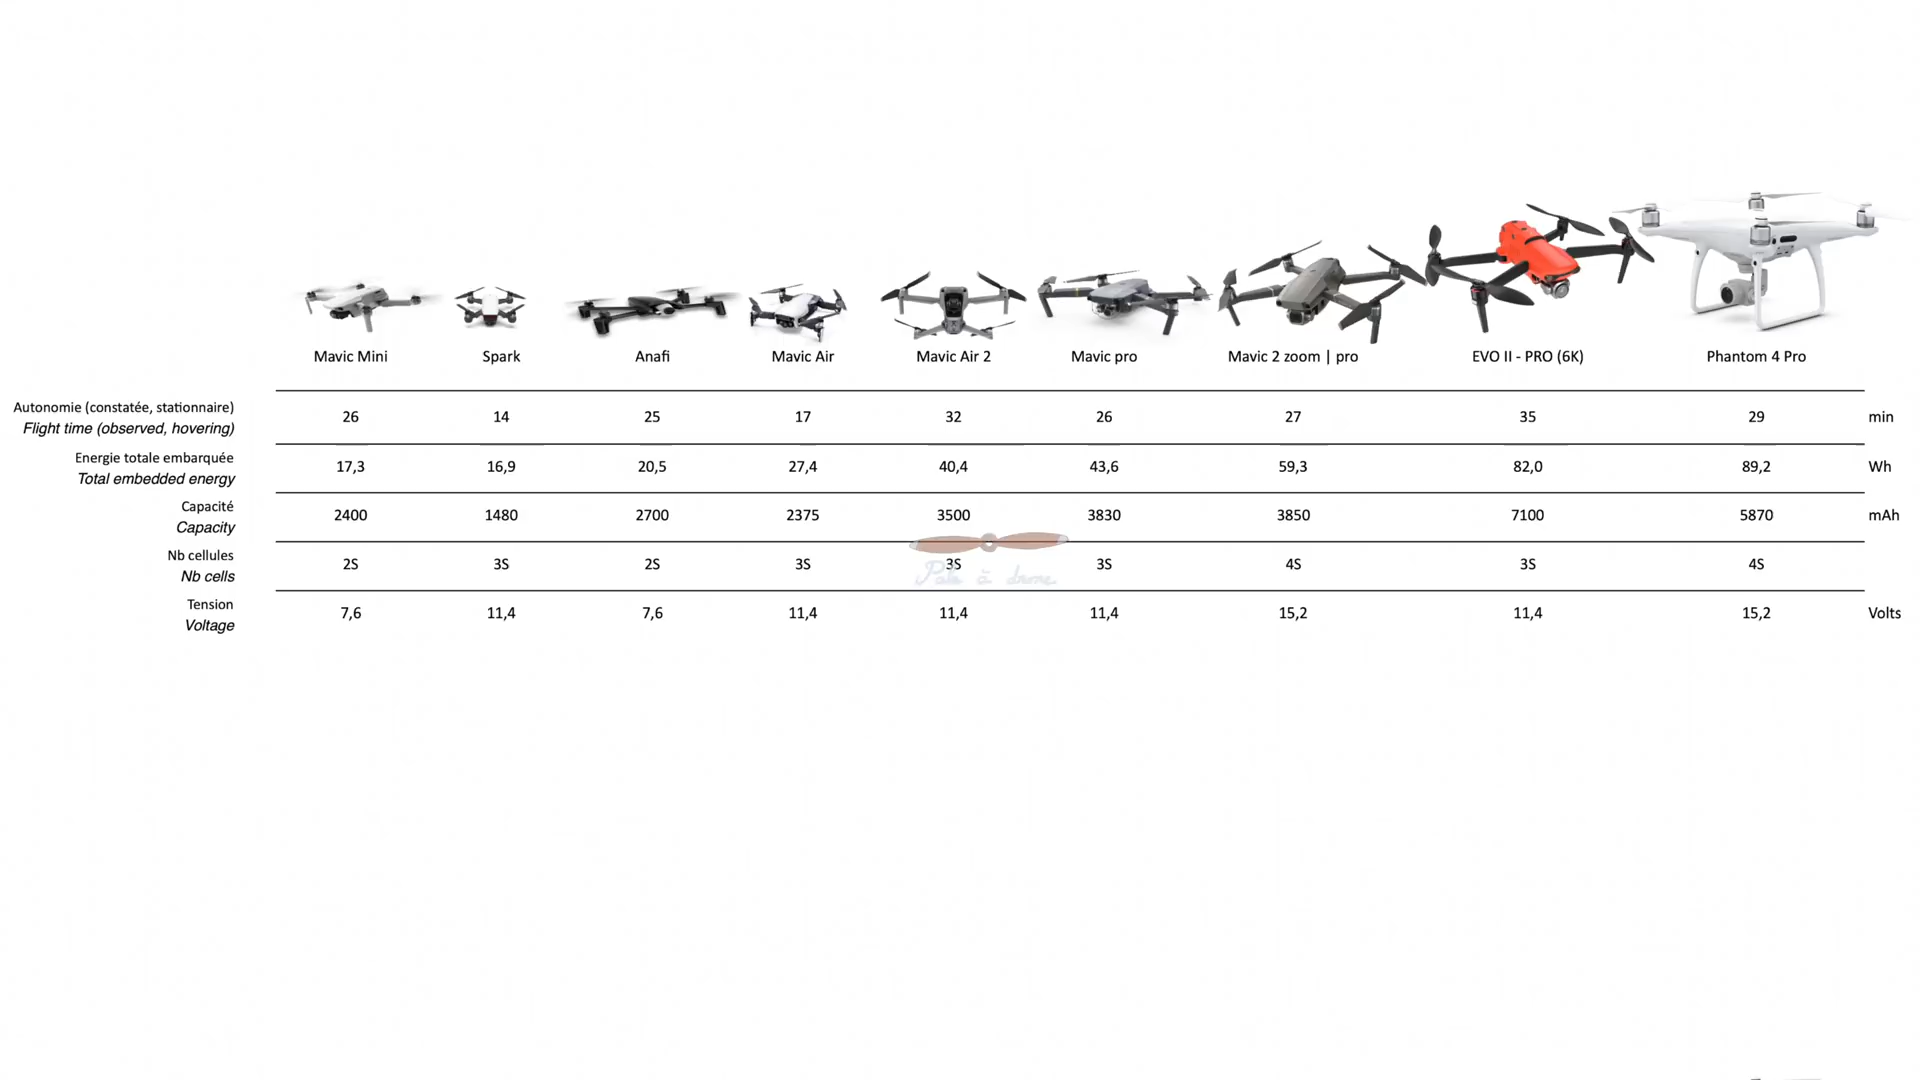 Mavic Mini Spark Anafi Mavic Air Mavic Air 2 Mavic pro Mavic 2 zoom | pro EVO II - PRO (6K) Phantom 4 Pro
Autonomie (constatée, stationnaire)
Flight time (observed, hovering)
26 14 25 17 32 26 27 35 29 min
Energie totale embarquée
Total embedded energy
17,3 16,9 20,5 27,4 40,4 43,6 59,3 82,0 89,2 Wh
Capacité
Capacity
2400 1480 2700 2375 3500 3830 3850 7100 5870 mAh
Nb cellules
Nb cells
2S 3S 2S 3S 3S 3S 4S 3S 4S
Pale à drone
Tension
Voltage
7,6 11,4 7,6 11,4 11,4 11,4 15,2 11,4 15,2 Volts